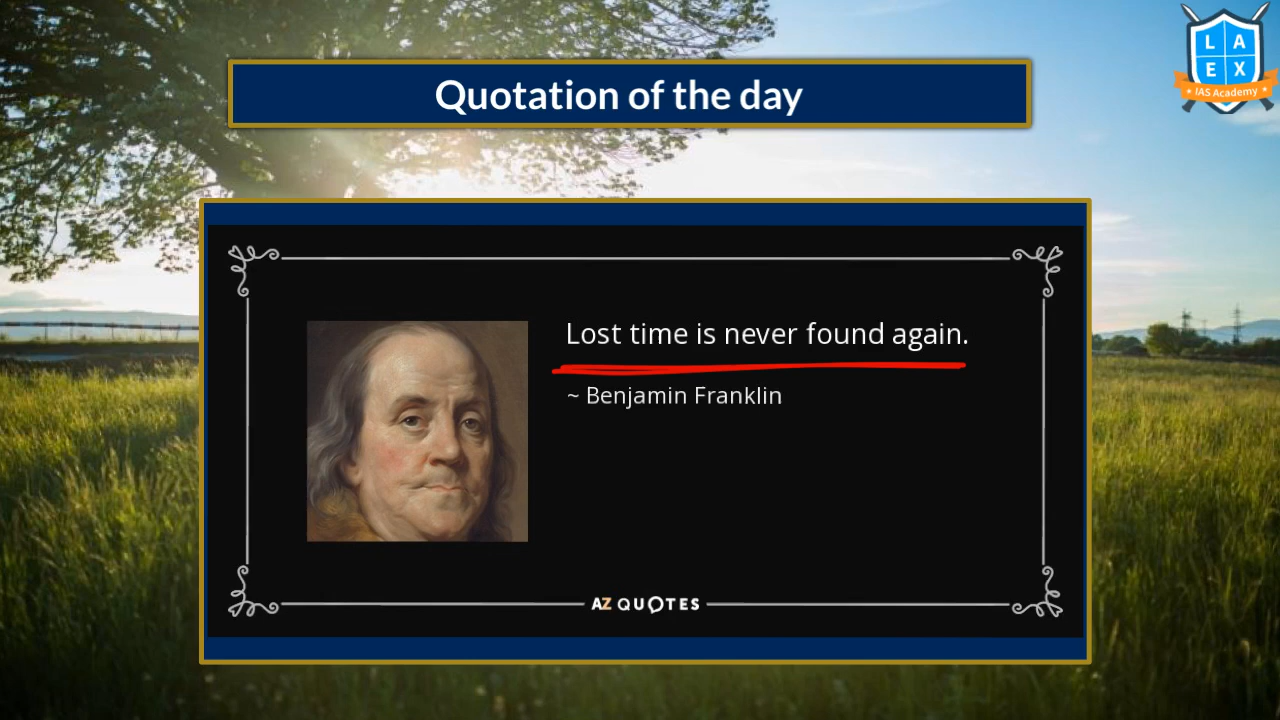 Quotation of the day
L A
E X
IAS Academy
Lost time is never found again.
~ Benjamin Franklin
AZ QUOTES